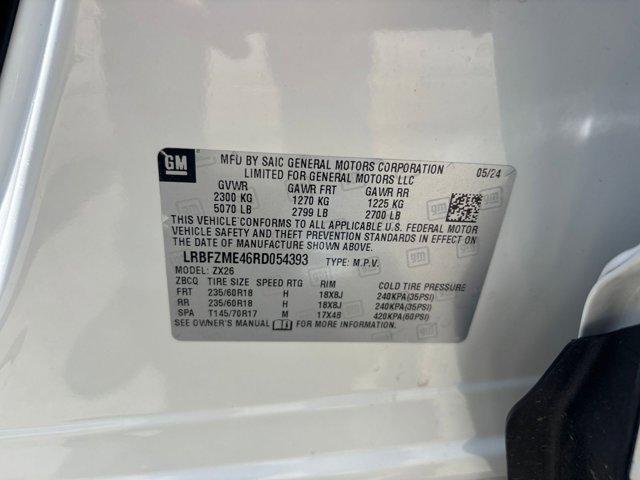 GM
MFD BY SAIC GENERAL MOTORS CORPORATION 05/24
LIMITED FOR GENERAL MOTORS LLC
GVWR GAWR FRT GAWR RR
2300 KG 1270 KG 1225 KG
5070 LB 2799 LB 2700 LB
THIS VEHICLE CONFORMS TO ALL APPLICABLE U.S. FEDERAL MOTOR
VEHICLE SAFETY AND THEFT PREVENTION STANDARDS IN EFFECT ON
THE DATE OF MANUFACTURE SHOWN ABOVE.
LRBFZME46RD054393 TYPE: M.P.V.
MODEL: ZX26
ZBCQ TIRE SIZE SPEED RTG RIM COLD TIRE PRESSURE
FRT 235/60R18 H 18X8J 240KPA(35PSI)
RR 235/60R18 H 18X8J 240KPA(35PSI)
SPA T145/70R17 M 17X4B 420KPA(60PSI)
SEE OWNER'S MANUAL FOR MORE INFORMATION.